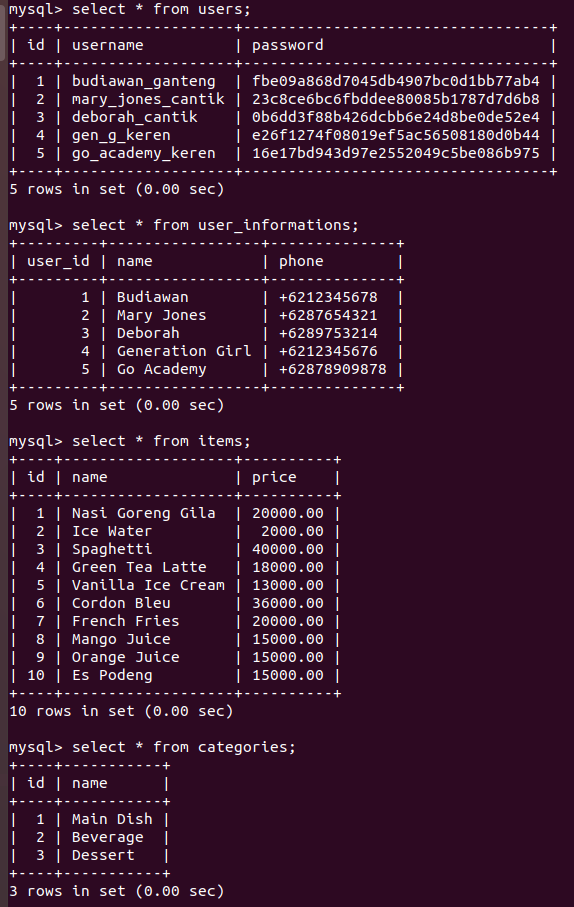 mysql> select * from users;
+----+-------------------+----------------------------------+
| id | username          | password                         |
+----+-------------------+----------------------------------+
|  1 | budiawan_ganteng  | fbe09a868d7045db4907bc0d1bb77ab4 |
|  2 | mary_jones_cantik | 23c8ce6bc6fbddee80085b1787d7d6b8 |
|  3 | deborah_cantik    | 0b6dd3f88b426dcbb6e24d8be0de52e4 |
|  4 | gen_g_keren       | e26f1274f08019ef5ac56508180d0b44 |
|  5 | go_academy_keren  | 16e17bd943d97e2552049c5be086b975 |
+----+-------------------+----------------------------------+
5 rows in set (0.00 sec)

mysql> select * from user_informations;
+---------+-----------------+--------------+
| user_id | name            | phone        |
+---------+-----------------+--------------+
|       1 | Budiawan        | +6212345678  |
|       2 | Mary Jones      | +6287654321  |
|       3 | Deborah         | +6289753214  |
|       4 | Generation Girl | +6212345676  |
|       5 | Go Academy      | +62878909878 |
+---------+-----------------+--------------+
5 rows in set (0.00 sec)

mysql> select * from items;
+----+-------------------+----------+
| id | name              | price    |
+----+-------------------+----------+
|  1 | Nasi Goreng Gila  | 20000.00 |
|  2 | Ice Water         |  2000.00 |
|  3 | Spaghetti         | 40000.00 |
|  4 | Green Tea Latte   | 18000.00 |
|  5 | Vanilla Ice Cream | 13000.00 |
|  6 | Cordon Bleu       | 36000.00 |
|  7 | French Fries      | 20000.00 |
|  8 | Mango Juice       | 15000.00 |
|  9 | Orange Juice      | 15000.00 |
| 10 | Es Podeng         | 15000.00 |
+----+-------------------+----------+
10 rows in set (0.00 sec)

mysql> select * from categories;
+----+-----------+
| id | name      |
+----+-----------+
|  1 | Main Dish |
|  2 | Beverage  |
|  3 | Dessert   |
+----+-----------+
3 rows in set (0.00 sec)